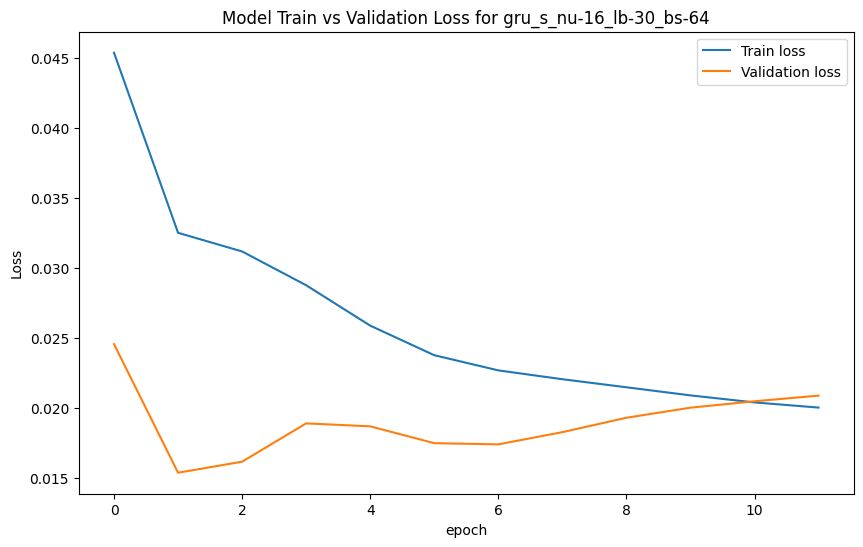 Model Train vs Validation Loss for gru_s_nu-16_lb-30_bs-64
Train loss
Validation loss
0.045
0.040
0.035
0.030
0.025
0.020
0.015
Loss
0 2 4 6 8 10
epoch